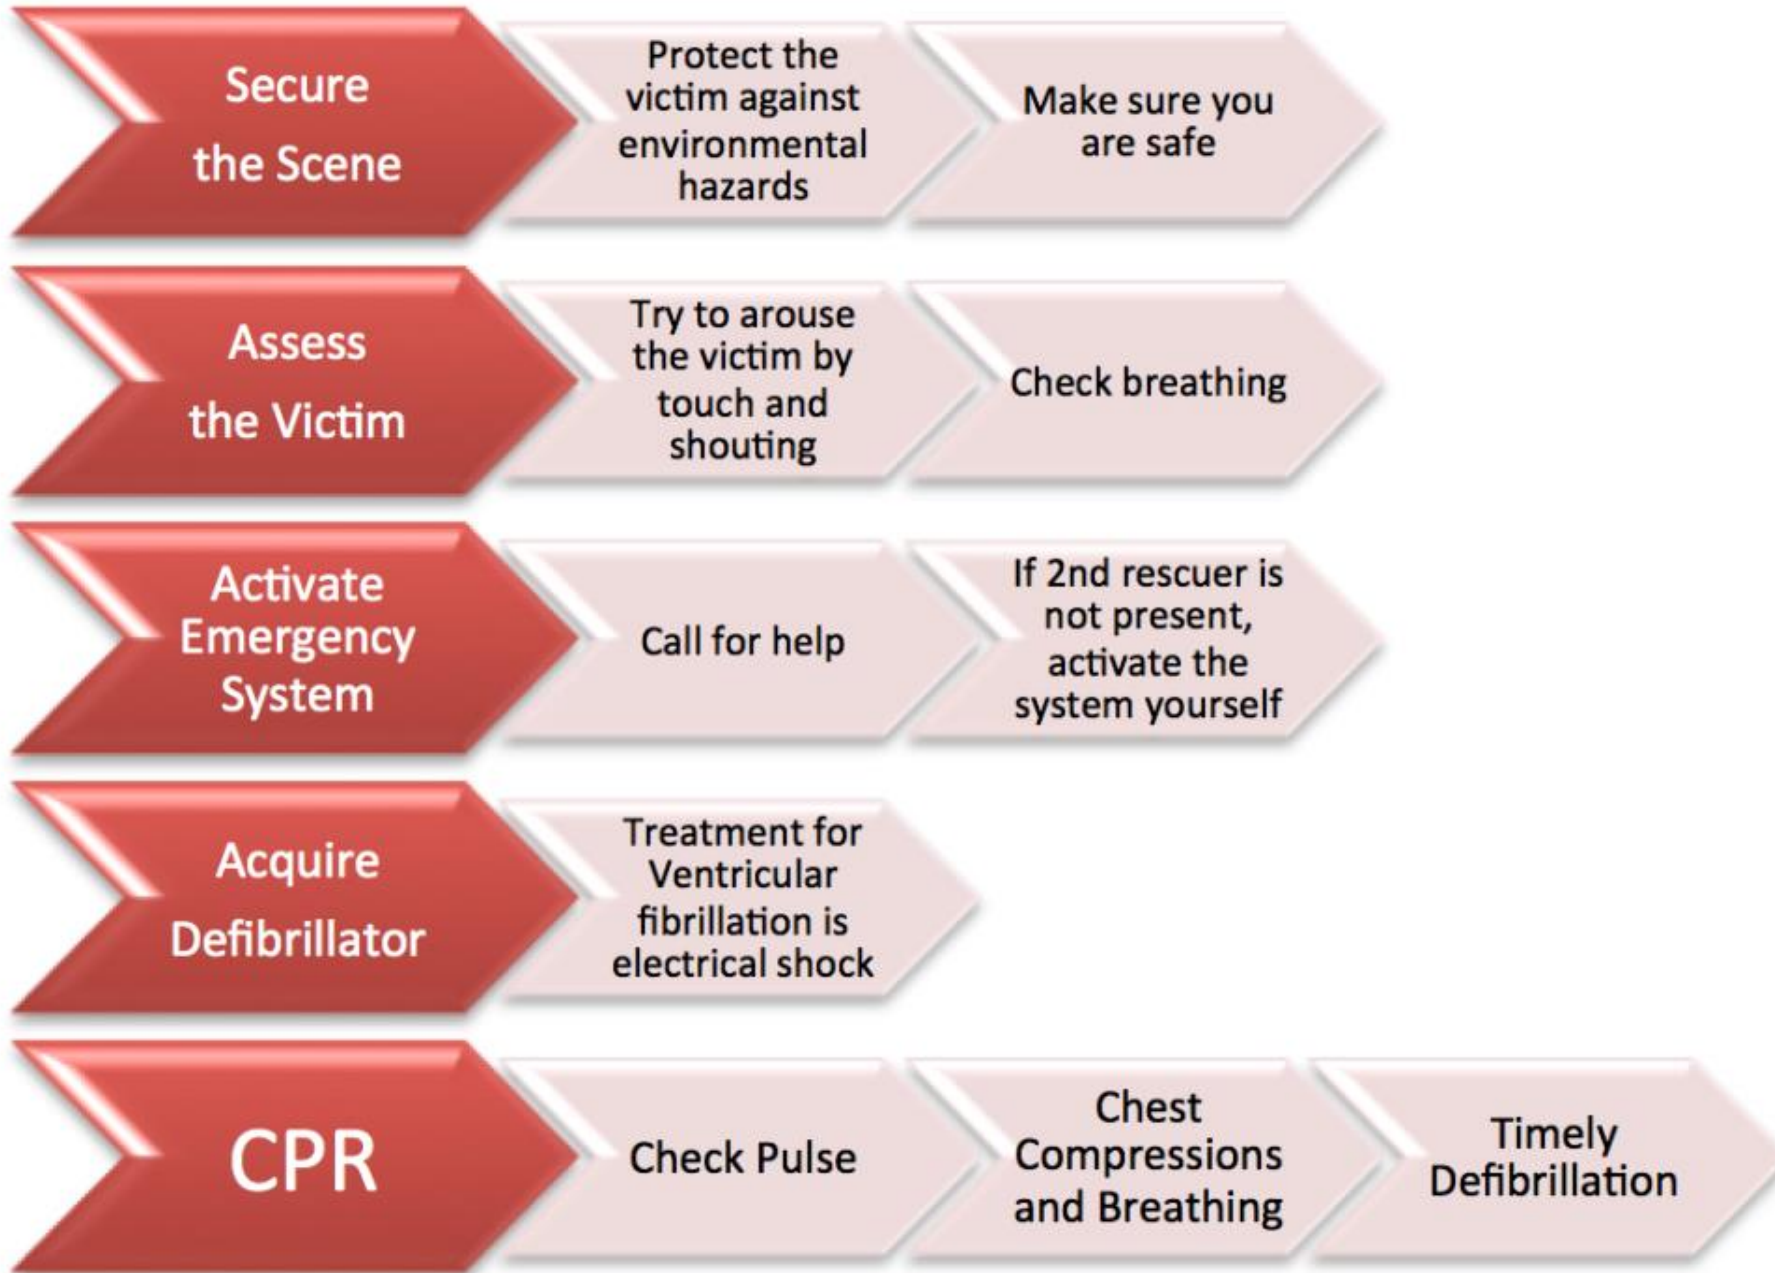 Secure
the Scene
Protect the
victim against
environmental
hazards
Make sure you
are safe
Assess
the Victim
Try to arouse
the victim by
touch and
shouting
Check breathing
Activate
Emergency
System
Call for help
If 2nd rescuer is
not present,
activate the
system yourself
Acquire
Defibrillator
Treatment for
Ventricular
fibrillation is
electrical shock
CPR
Check Pulse
Chest
Compressions
and Breathing
Timely
Defibrillation